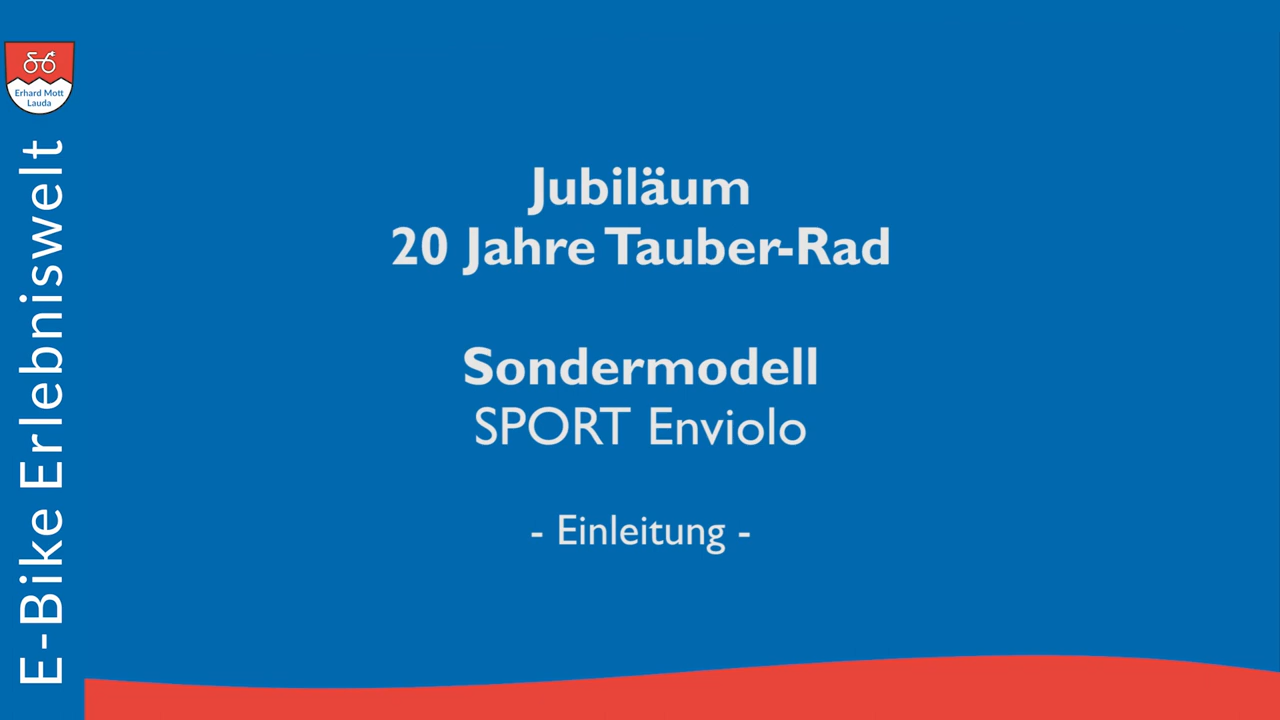 Erhard Mott
Lauda
E-Bike Erlebniswelt
Jubiläum
20 Jahre Tauber-Rad
Sondermodell
SPORT Enviolo
- Einleitung -